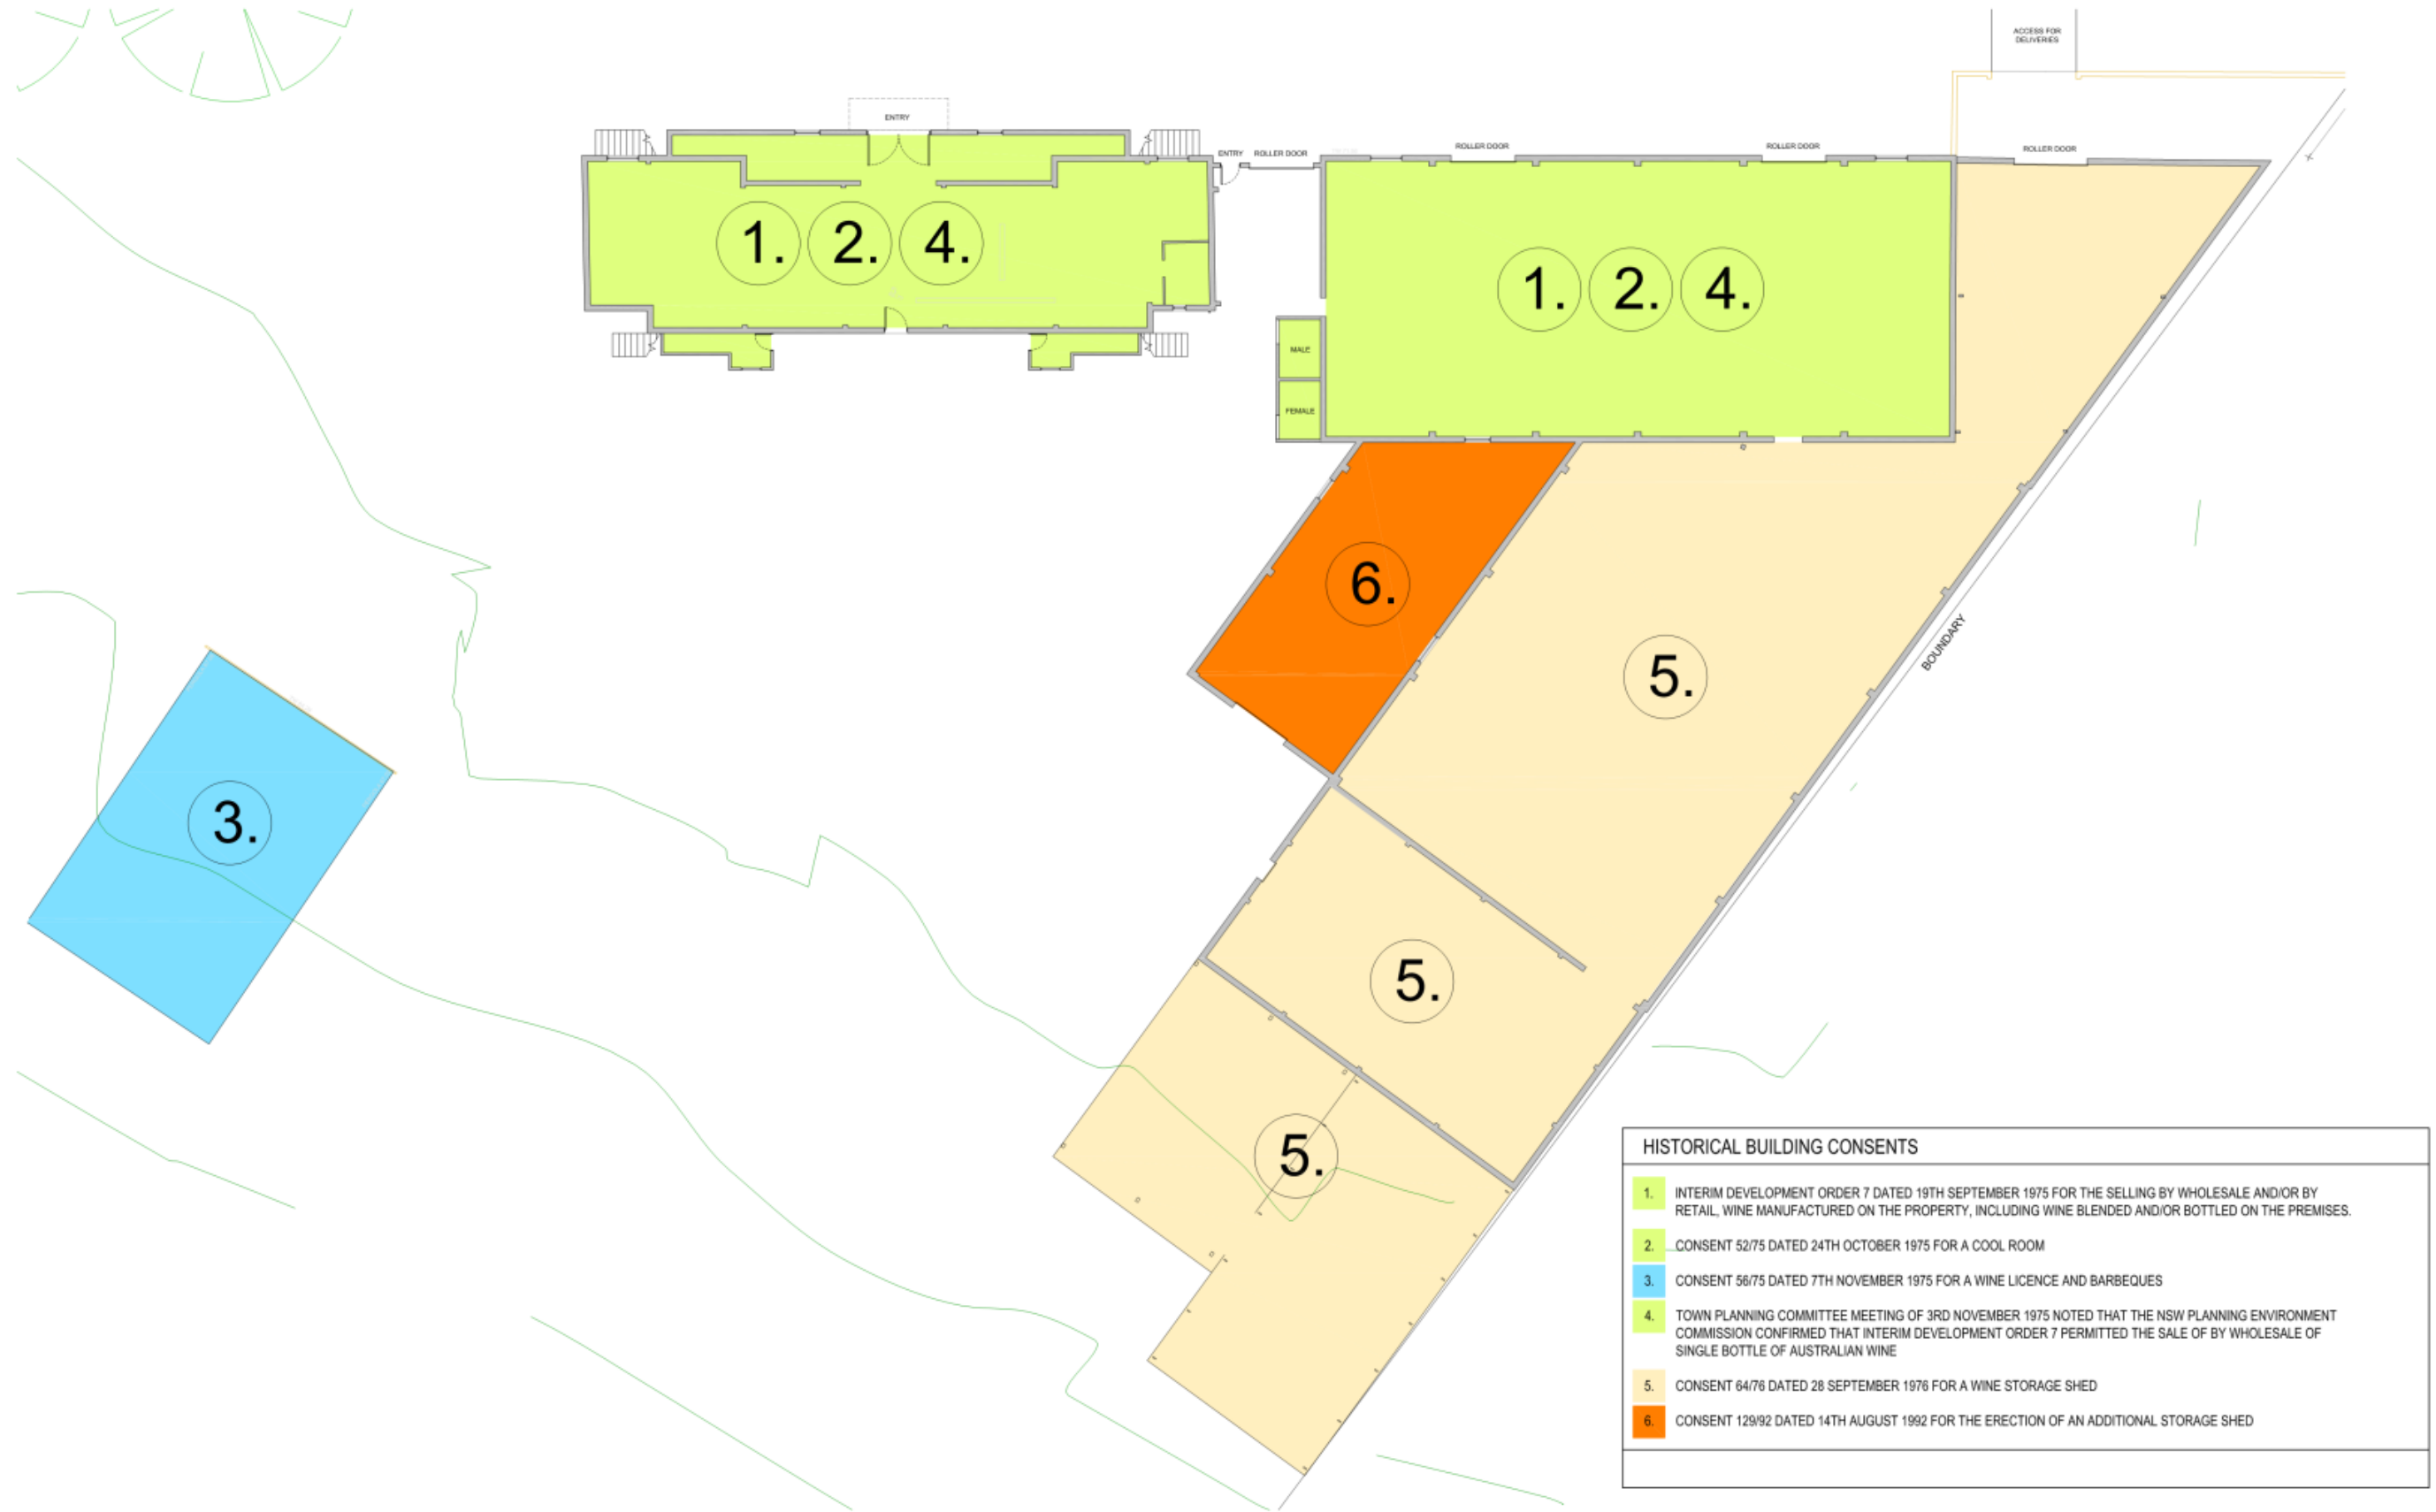 ACCESS FOR
DELIVERIES
ENTRY
ENTRY
ROLLER DOOR
ROLLER DOOR
ROLLER DOOR
ROLLER DOOR
1.
2.
4.
1.
2.
4.
MALE
FEMALE
6.
5.
BOUNDARY
3.
5.
5.
HISTORICAL BUILDING CONSENTS
1. INTERIM DEVELOPMENT ORDER 7 DATED 19TH SEPTEMBER 1975 FOR THE SELLING BY WHOLESALE AND/OR BY
RETAIL, WINE MANUFACTURED ON THE PROPERTY, INCLUDING WINE BLENDED AND/OR BOTTLED ON THE PREMISES.
2. CONSENT 52/75 DATED 24TH OCTOBER 1975 FOR A COOL ROOM
3. CONSENT 56/75 DATED 7TH NOVEMBER 1975 FOR A WINE LICENCE AND BARBEQUES
4. TOWN PLANNING COMMITTEE MEETING OF 3RD NOVEMBER 1975 NOTED THAT THE NSW PLANNING ENVIRONMENT
COMMISSION CONFIRMED THAT INTERIM DEVELOPMENT ORDER 7 PERMITTED THE SALE OF BY WHOLESALE OF
SINGLE BOTTLE OF AUSTRALIAN WINE
5. CONSENT 64/76 DATED 28 SEPTEMBER 1976 FOR A WINE STORAGE SHED
6. CONSENT 129/92 DATED 14TH AUGUST 1992 FOR THE ERECTION OF AN ADDITIONAL STORAGE SHED